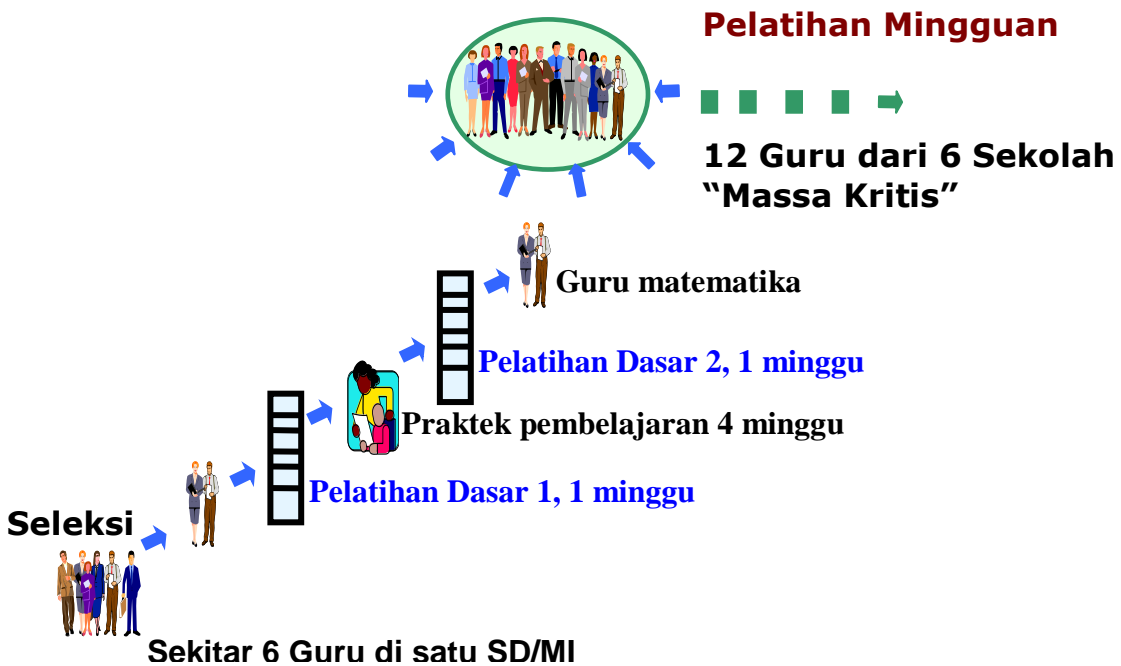 Pelatihan Mingguan
12 Guru dari 6 Sekolah
“Massa Kritis”
Guru matematika
Pelatihan Dasar 2, 1 minggu
Praktek pembelajaran 4 minggu
Pelatihan Dasar 1, 1 minggu
Seleksi
Sekitar 6 Guru di satu SD/MI